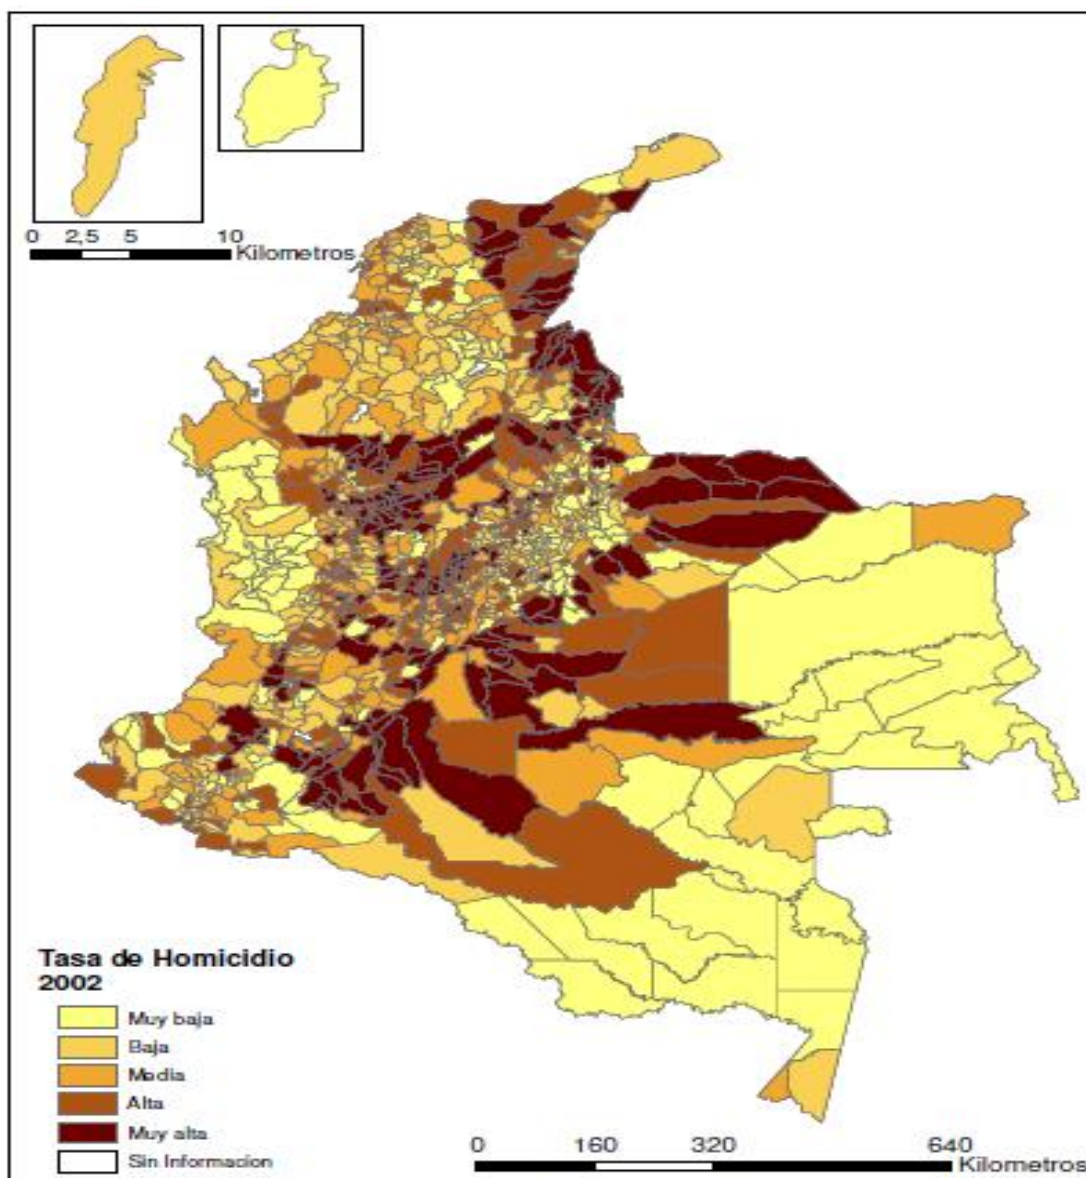 0 2,5 5 10
Kilometros
Tasa de Homicidio
2002
Muy baja
Baja
Media
Alta
Muy alta
Sin Informacion
0 160 320 640
Kilometros